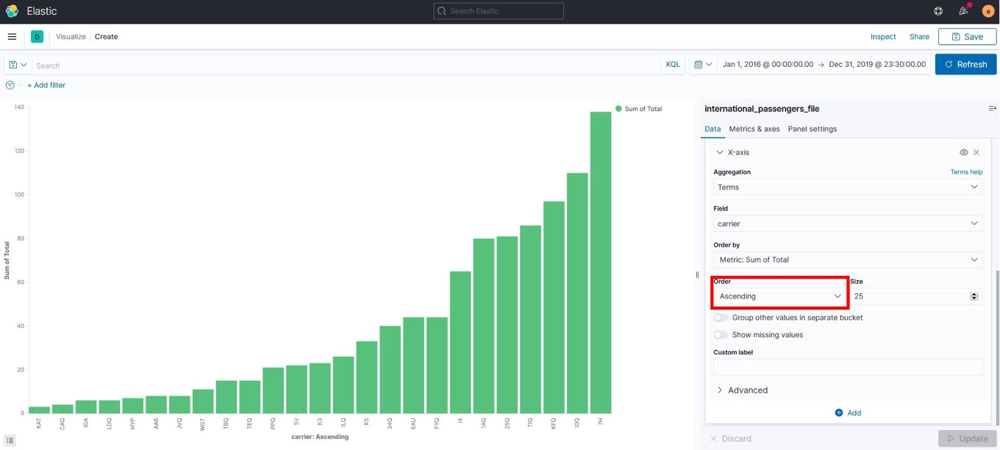 Elastic
Search Elastic
e
D
Visualize / Create
Inspect
Share
Save
Search
KQL
Jan 1, 2016 @ 00:00:00.00 → Dec 31, 2019 @ 23:30:00.00
Refresh
+ Add filter
140
120
100
80
60
40
20
0
Sum of Total
KAT
CAQ
IGA
LDQ
HYP
AAB
JVQ
WGT
TBQ
TEQ
PPQ
5V
K3
1LQ
K5
34Q
EAU
FYQ
I4
1AQ
25Q
TIQ
KFQ
10Q
7H
carrier: Ascending
Sum of Total
international_passengers_file
Data
Metrics & axes
Panel settings
X-axis
Aggregation
Terms help
Terms
Field
carrier
Order by
Metric: Sum of Total
Order
Size
Ascending
25
Group other values in separate bucket
Show missing values
Custom label
Advanced
Add
Discard
Update